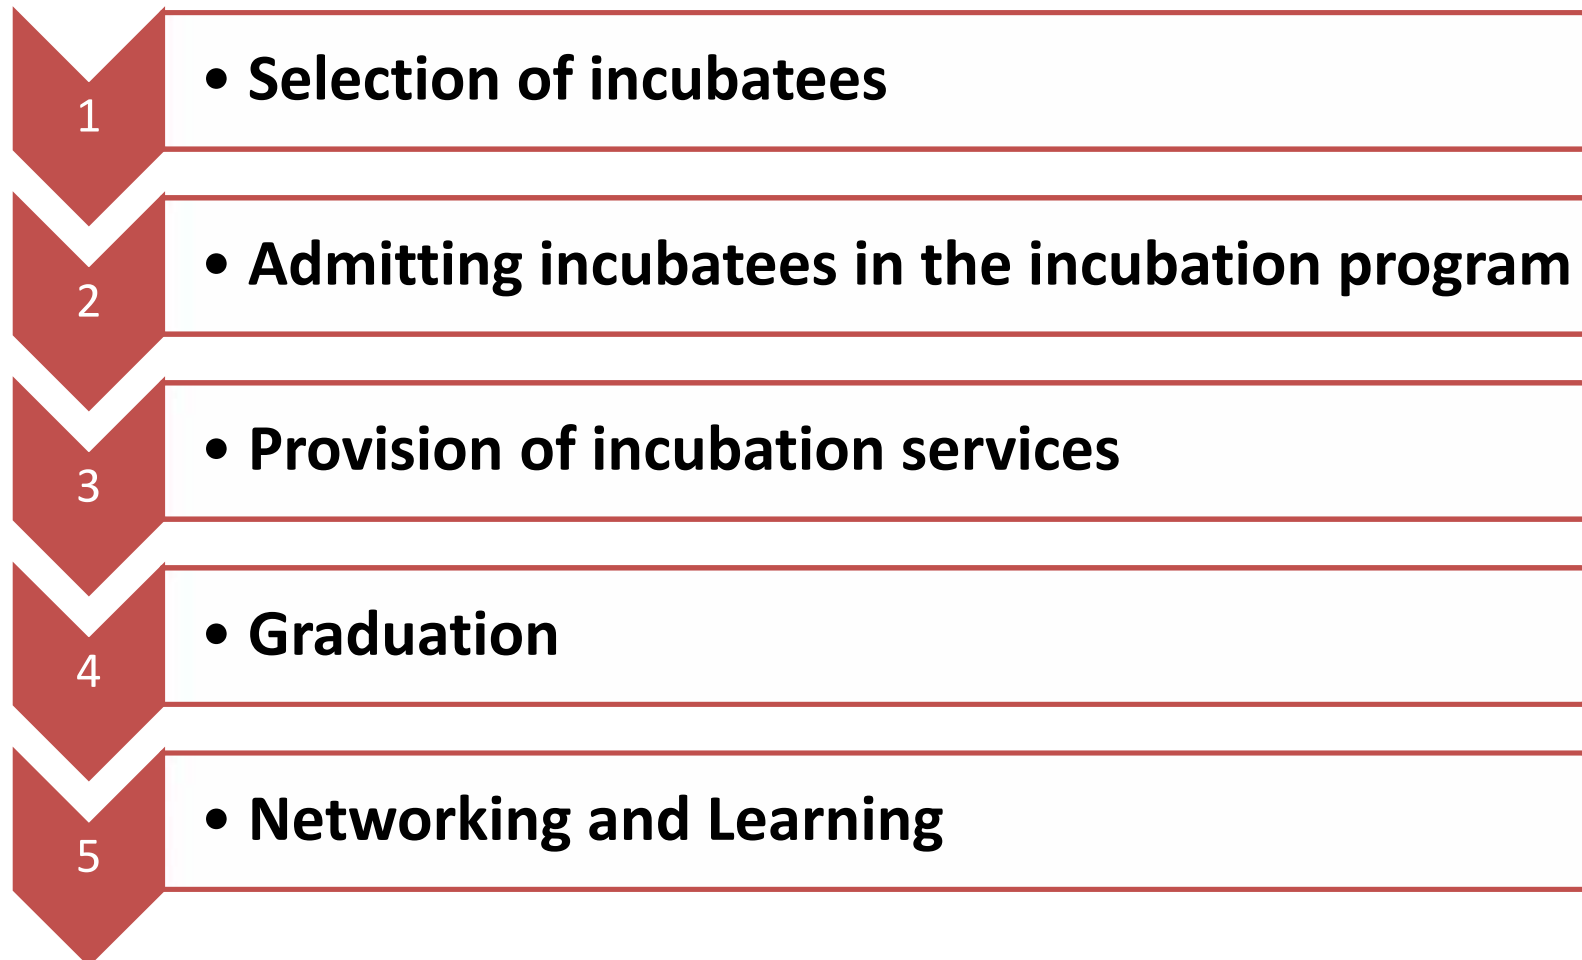 1
• Selection of incubatees
2
• Admitting incubatees in the incubation program
3
• Provision of incubation services
4
• Graduation
5
• Networking and Learning